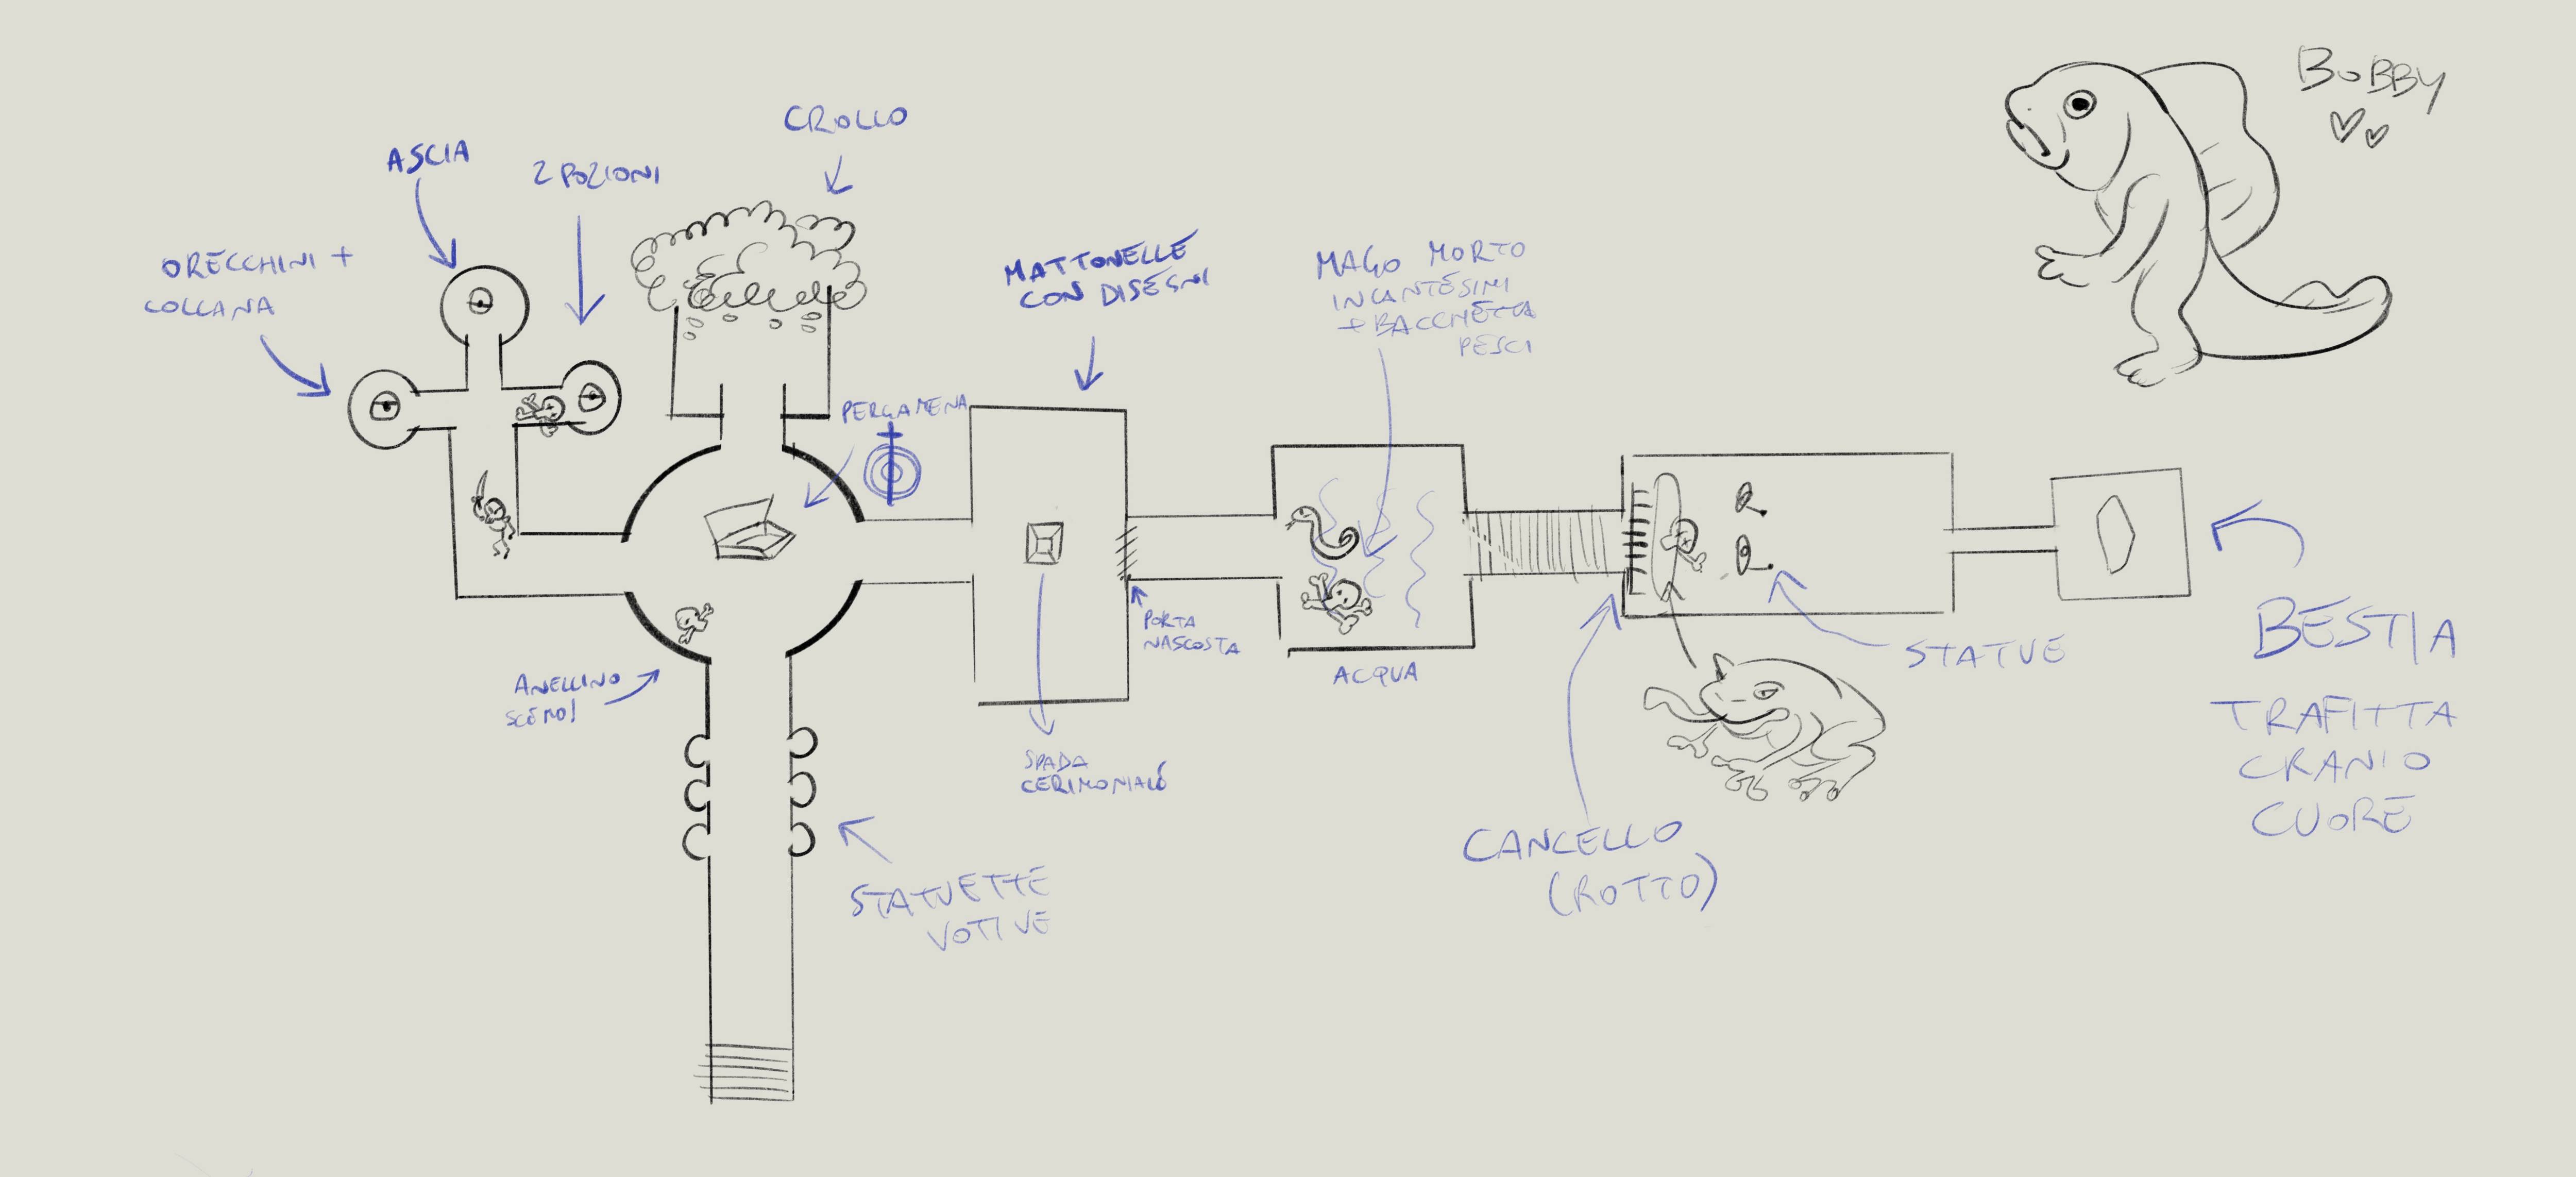 BOBBY
CROLLO
ASCIA
2 POZIONI
ORECCHINI +
COLLANA
MATTONELLE
CON DISEGNI
MAGO MORTO
INCANTESIMI
+ BACCHETTA
PESCI
PERGAMENA
PORTA
NASCOSTA
ACQUA
STATUE
BESTIA
TRAFITTA
CRANIO
CUORE
ANELLINO
SCEMO!
SPADA
CERIMONIALE
CANCELLO
(ROTTO)
STATUETTE
VOTIVE